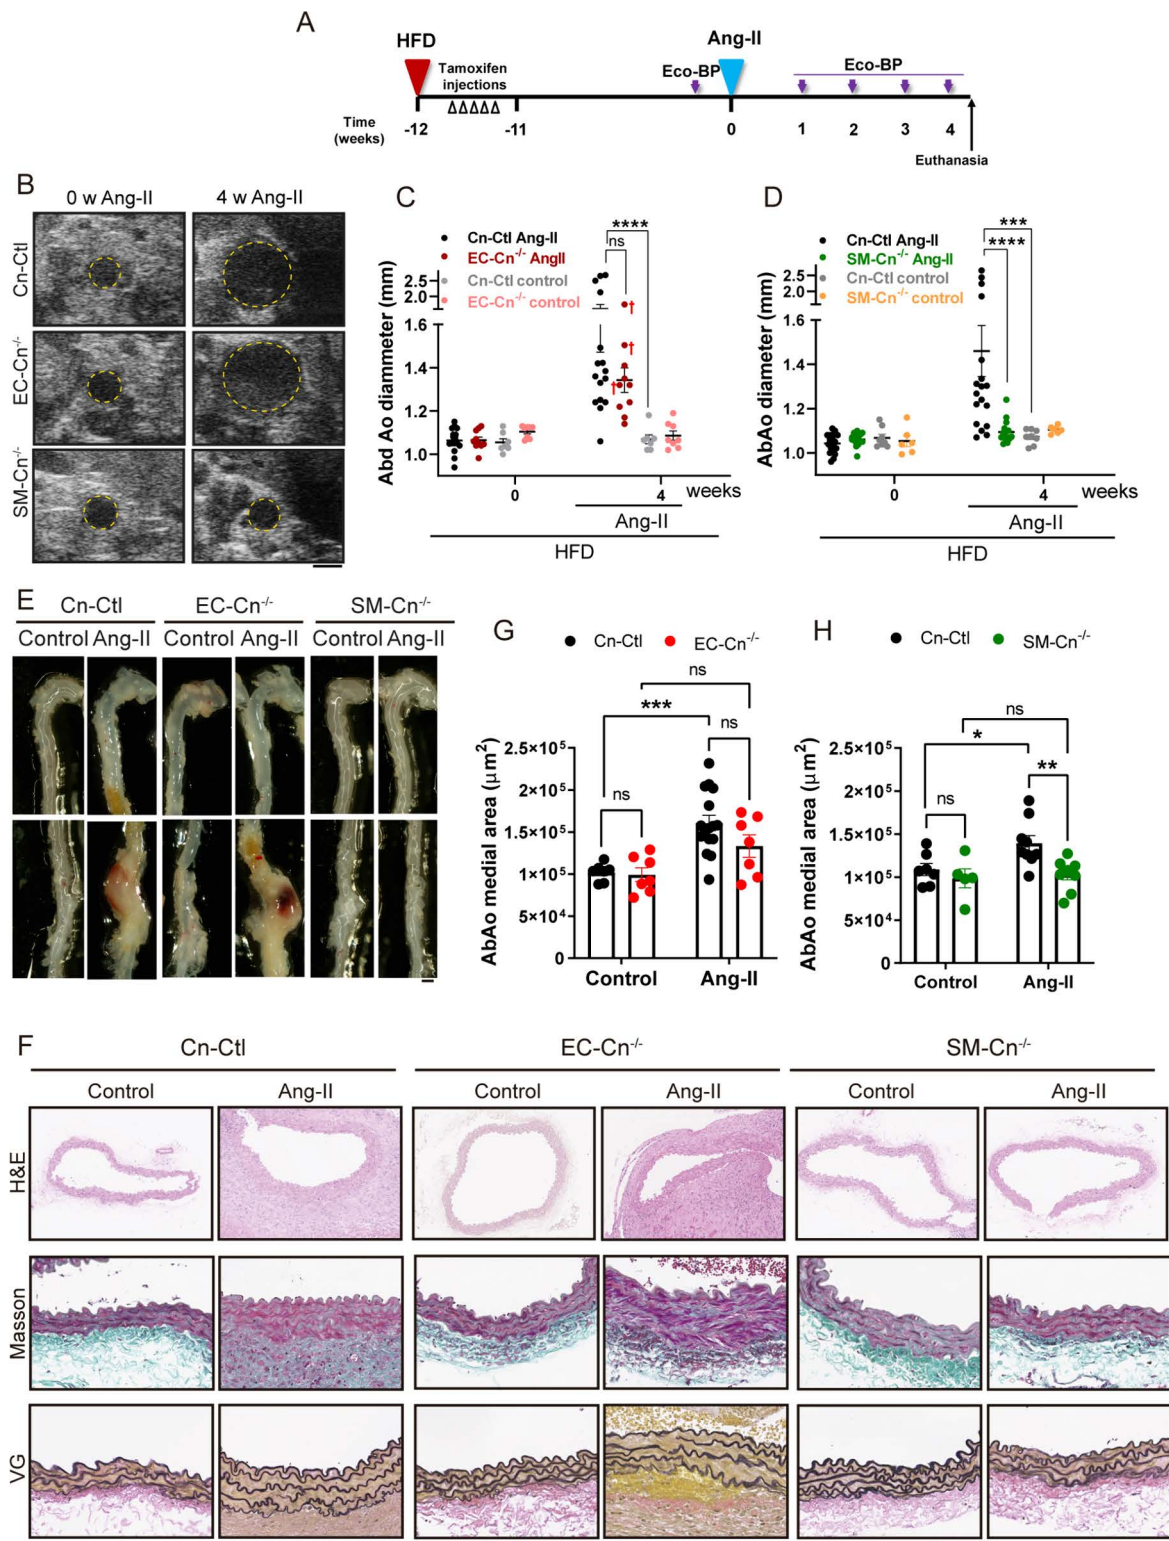 A
HFD
Ang-II
Tamoxifen
injections
Eco-BP
Eco-BP
Time
(weeks)
-12
-11
0
1
2
3
4
Euthanasia
B
0 w Ang-II
4 w Ang-II
Cn-Ctl
EC-Cn-/-
SM-Cn-/-
C
Cn-Ctl Ang-II
EC-Cn-/- AngII
Cn-Ctl control
EC-Cn-/- control
****
ns
†
†
†
Abd Ao diammeter (mm)
2.5
2.0
1.6
1.4
1.2
1.0
0
4
weeks
Ang-II
HFD
D
Cn-Ctl Ang-II
SM-Cn-/- Ang-II
Cn-Ctl control
SM-Cn-/- control
***
****
AbAo diameter (mm)
2.5
2.0
1.6
1.4
1.2
1.0
0
4
weeks
Ang-II
HFD
E
Cn-Ctl
EC-Cn-/-
SM-Cn-/-
Control Ang-II
Control Ang-II
Control Ang-II
G
Cn-Ctl
EC-Cn-/-
ns
***
ns
ns
AbAo medial area (µm2)
2.5×105
2×105
1.5×105
1×105
5×104
0
Control
Ang-II
H
Cn-Ctl
SM-Cn-/-
ns
*
**
ns
AbAo medial area (µm2)
2.5×105
2×105
1.5×105
1×105
5×104
0
Control
Ang-II
F
Cn-Ctl
EC-Cn-/-
SM-Cn-/-
Control
Ang-II
Control
Ang-II
Control
Ang-II
H&E
Masson
VG